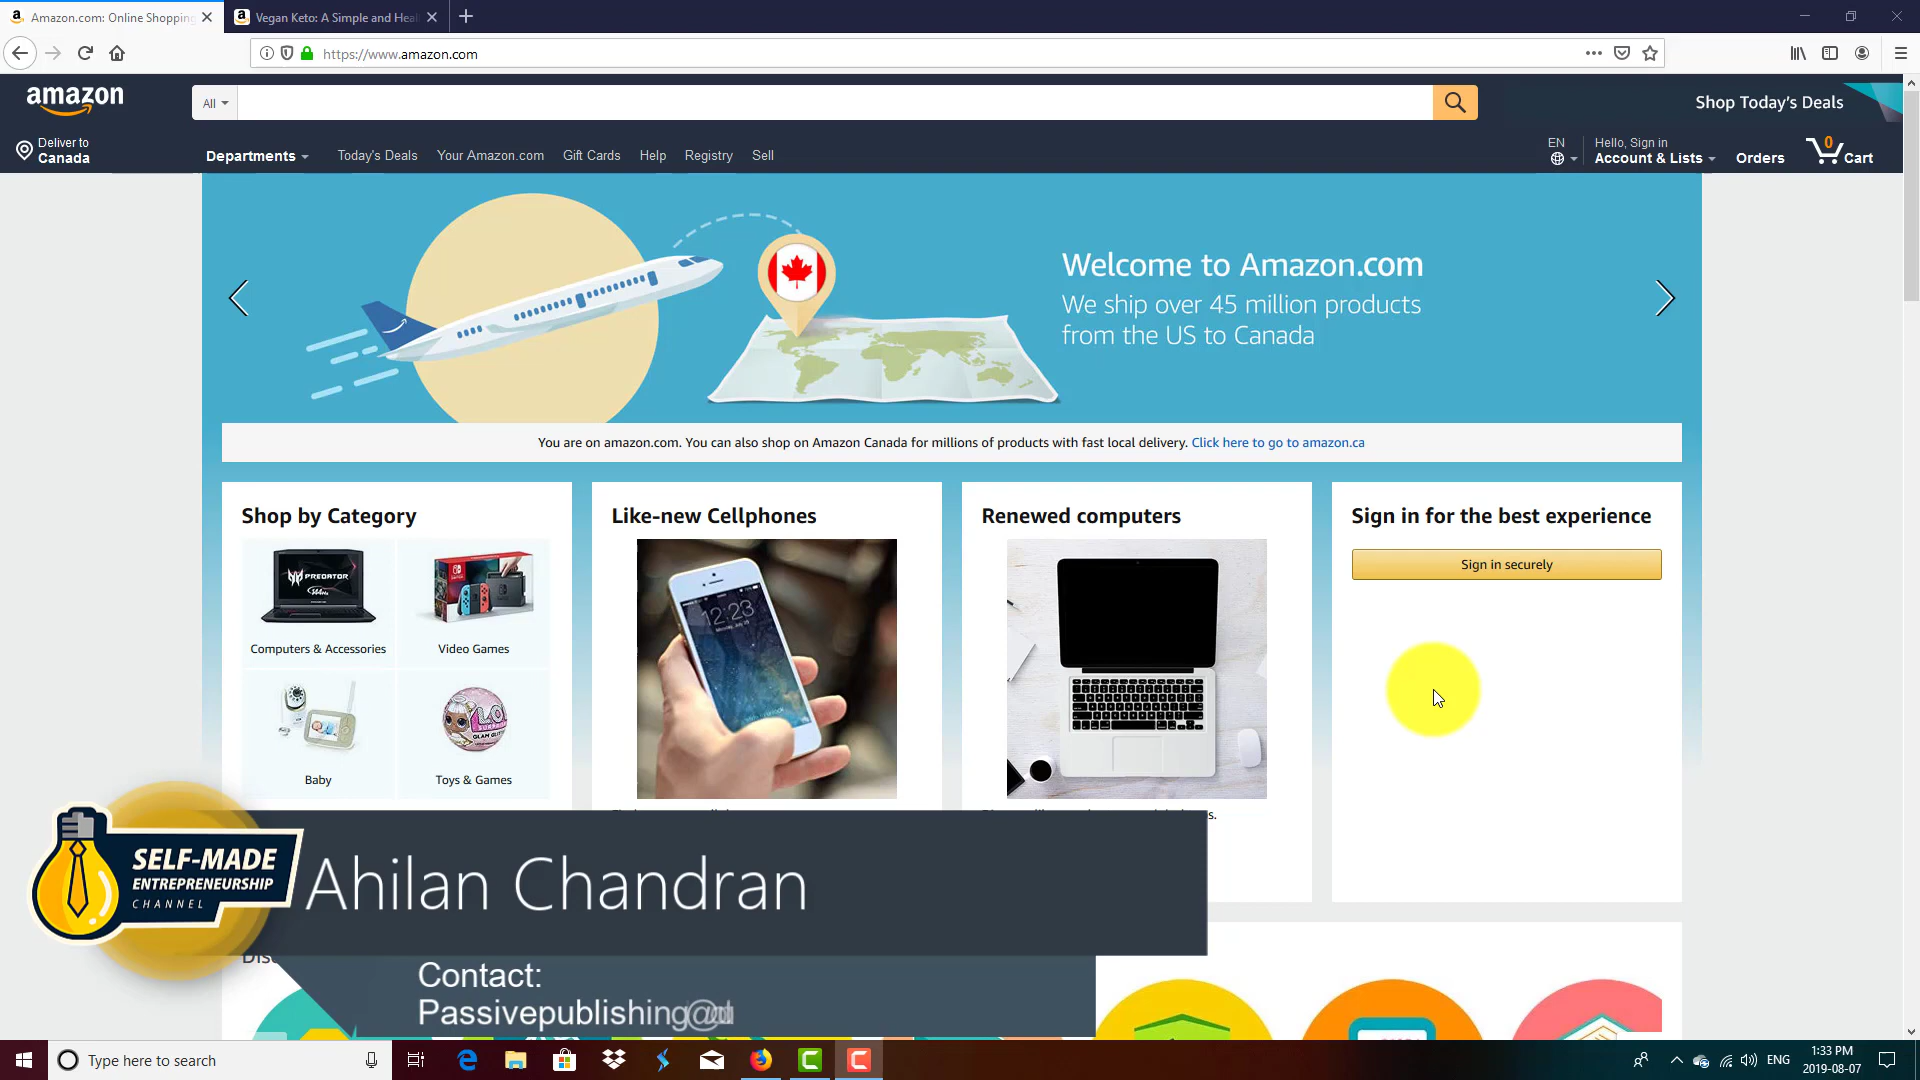 Amazon.com: Online Shopping
Vegan Keto: A Simple and Heal
https://www.amazon.com
amazon
All
Shop Today's Deals
Deliver to
Canada
Departments
Today's Deals
Your Amazon.com
Gift Cards
Help
Registry
Sell
EN
Hello, Sign in
Account & Lists
Orders
0
Cart
Welcome to Amazon.com
We ship over 45 million products
from the US to Canada
You are on amazon.com. You can also shop on Amazon Canada for millions of products with fast local delivery. Click here to go to amazon.ca
Shop by Category
Like-new Cellphones
Renewed computers
Sign in for the best experience
Sign in securely
PREDATOR
144Hz
12:23
Computers & Accessories
Video Games
Baby
Toys & Games
SELF-MADE
ENTREPRENEURSHIP
CHANNEL
Ahilan Chandran
Contact:
Passivepublishing@
Type here to search
ENG
1:33 PM
2019-08-07